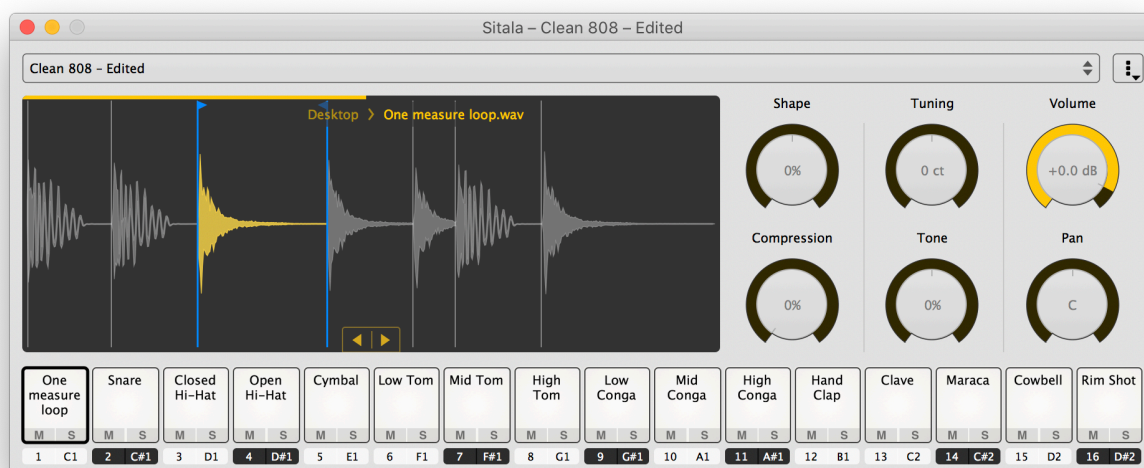 Sitala – Clean 808 – Edited
Clean 808 – Edited
Desktop > One measure loop.wav
Shape
Tuning
Volume
0%
0 ct
+0.0 dB
Compression
Tone
Pan
0%
0%
C
One measure loop
Snare
Closed Hi-Hat
Open Hi-Hat
Cymbal
Low Tom
Mid Tom
High Tom
Low Conga
Mid Conga
High Conga
Hand Clap
Clave
Maraca
Cowbell
Rim Shot
M S M S M S M S M S M S M S M S M S M S M S M S M S M S M S M S
1 C1 2 C#1 3 D1 4 D#1 5 E1 6 F1 7 F#1 8 G1 9 G#1 10 A1 11 A#1 12 B1 13 C2 14 C#2 15 D2 16 D#2